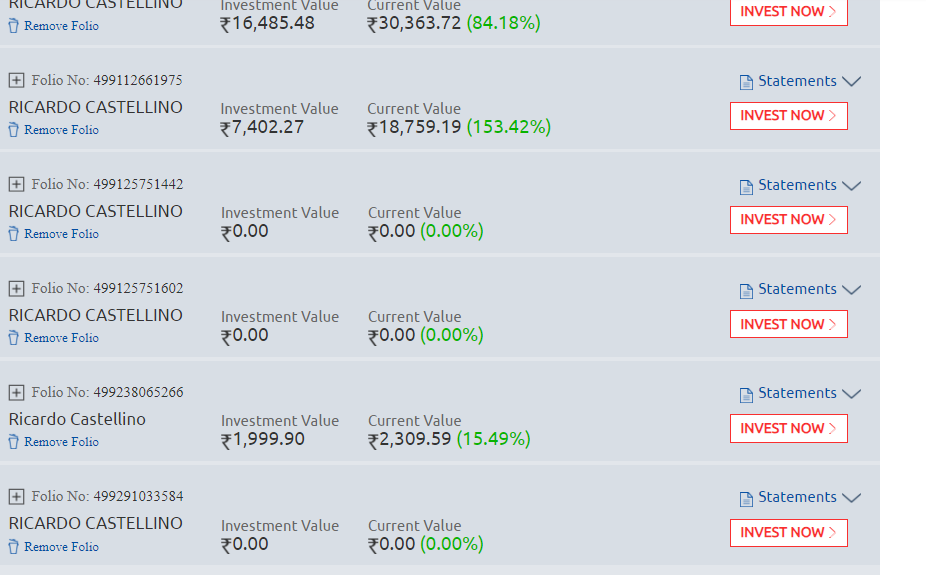 RICARDO CASTELLINO
Remove Folio
Investment Value
₹16,485.48
Current Value
₹30,363.72 (84.18%)
INVEST NOW
Folio No: 499112661975
RICARDO CASTELLINO
Remove Folio
Investment Value
₹7,402.27
Current Value
₹18,759.19 (153.42%)
Statements
INVEST NOW
Folio No: 499125751442
RICARDO CASTELLINO
Remove Folio
Investment Value
₹0.00
Current Value
₹0.00 (0.00%)
Statements
INVEST NOW
Folio No: 499125751602
RICARDO CASTELLINO
Remove Folio
Investment Value
₹0.00
Current Value
₹0.00 (0.00%)
Statements
INVEST NOW
Folio No: 499238065266
Ricardo Castellino
Remove Folio
Investment Value
₹1,999.90
Current Value
₹2,309.59 (15.49%)
Statements
INVEST NOW
Folio No: 499291033584
RICARDO CASTELLINO
Remove Folio
Investment Value
₹0.00
Current Value
₹0.00 (0.00%)
Statements
INVEST NOW